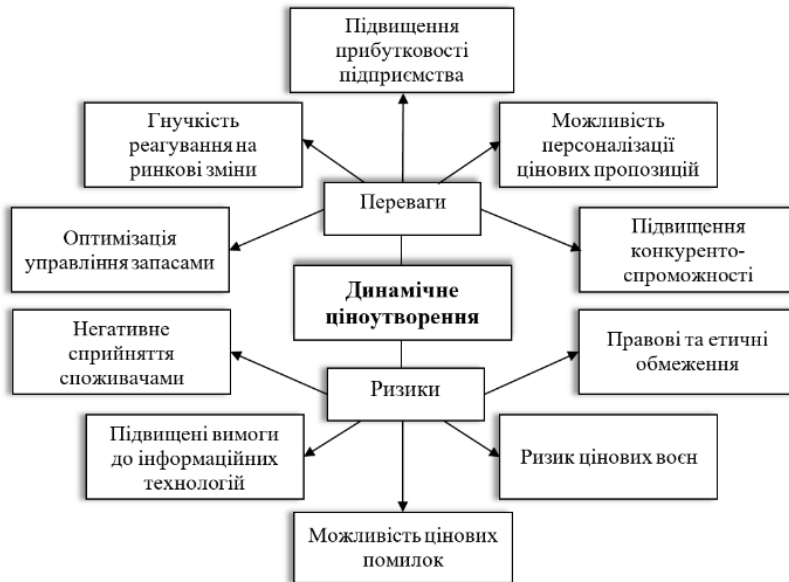 Підвищення
прибутковості
підприємства
Гнучкість
реагування на
ринкові зміни
Можливість
персоналізації
цінових пропозицій
Переваги
Оптимізація
управління запасами
Підвищення
конкуренто-
спроможності
Динамічне
ціноутворення
Негативне
сприйняття
споживачами
Правові та етичні
обмеження
Ризики
Підвищені вимоги
до інформаційних
технологій
Ризик цінових воєн
Можливість цінових
помилок